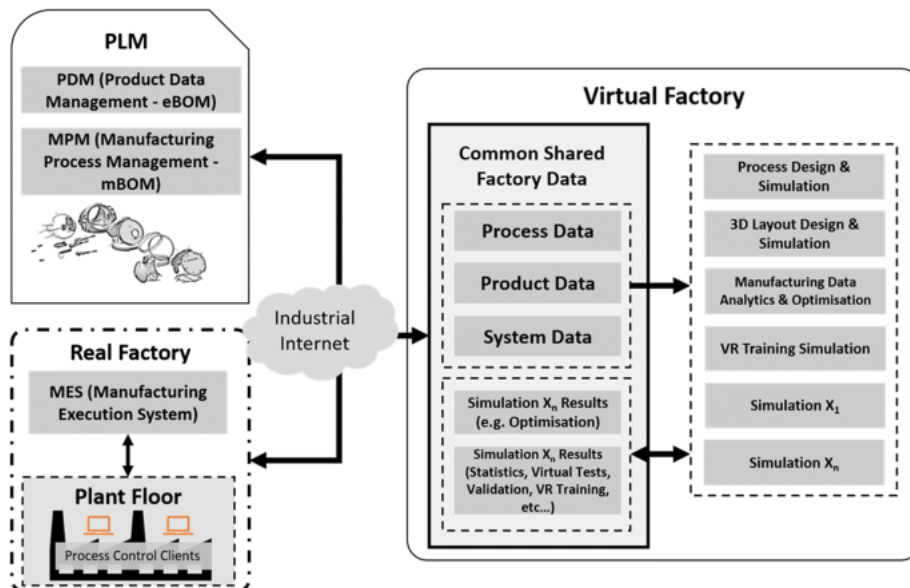 PLM
PDM (Product Data
Management - eBOM)
MPM (Manufacturing
Process Management -
mBOM)
Industrial
Internet
Real Factory
MES (Manufacturing
Execution System)
Plant Floor
Process Control Clients
Virtual Factory
Common Shared
Factory Data
Process Data
Product Data
System Data
Simulation Xn Results
(e.g. Optimisation)
Simulation Xn Results
(Statistics, Virtual Tests,
Validation, VR Training,
etc...)
Process Design &
Simulation
3D Layout Design &
Simulation
Manufacturing Data
Analytics & Optimisation
VR Training Simulation
Simulation X1
Simulation Xn